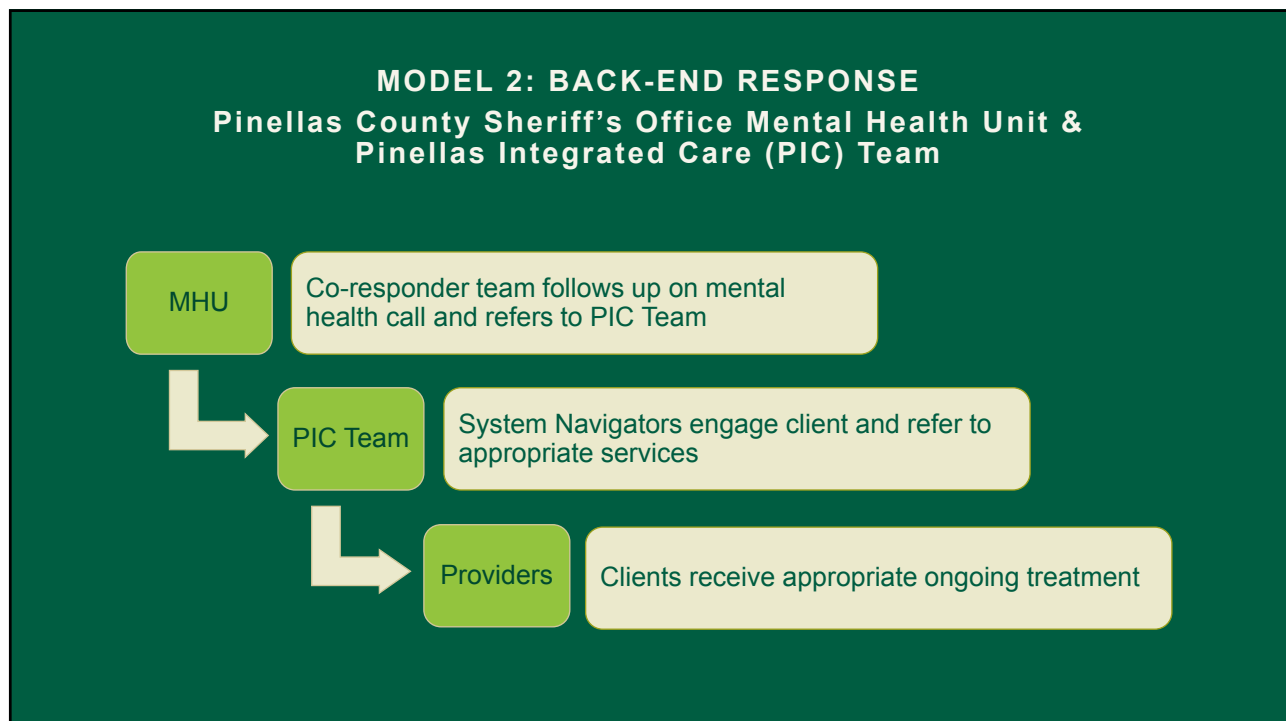 MODEL 2: BACK-END RESPONSE
Pinellas County Sheriff’s Office Mental Health Unit &
Pinellas Integrated Care (PIC) Team
MHU
Co-responder team follows up on mental
health call and refers to PIC Team
PIC Team
System Navigators engage client and refer to
appropriate services
Providers
Clients receive appropriate ongoing treatment